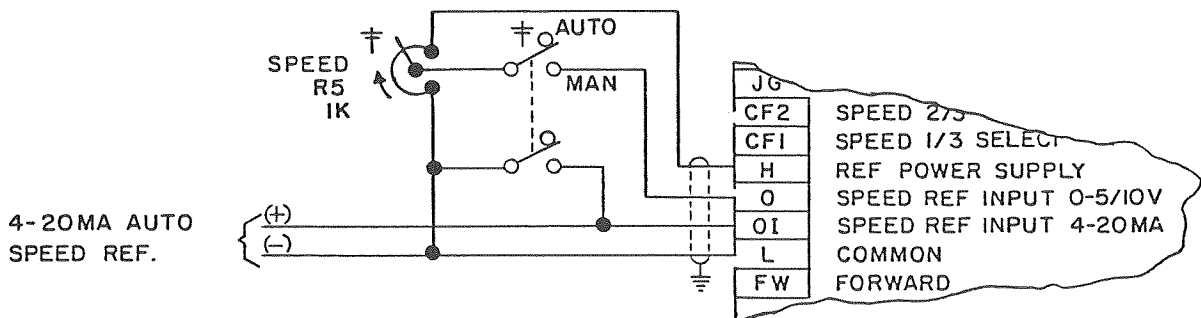 AUTO
MAN
SPEED
R5
1K
4-20MA AUTO
SPEED REF.
(+)
(-)
JG
CF2 SPEED 2/3
CF1 SPEED 1/3 SELECT
H REF POWER SUPPLY
O SPEED REF INPUT 0-5/10V
OI SPEED REF INPUT 4-20MA
L COMMON
FW FORWARD